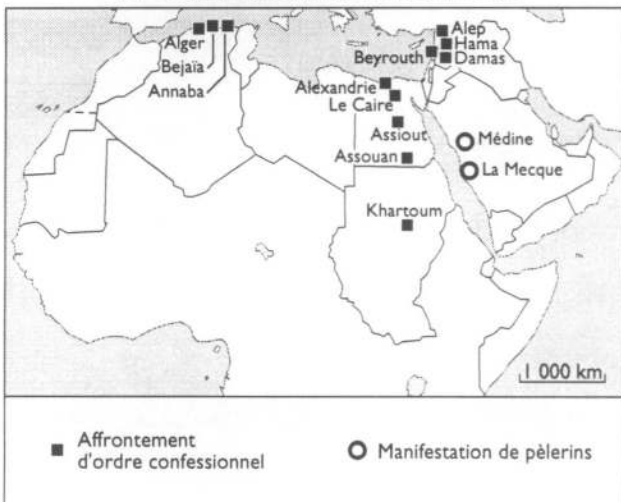 Alger
Bejaïa
Annaba
Alep
Hama
Beyrouth
Damas
Alexandrie
Le Caire
Assiout
Médine
Assouan
La Mecque
Khartoum
1 000 km
Affrontement
d'ordre confessionnel
Manifestation de pèlerins